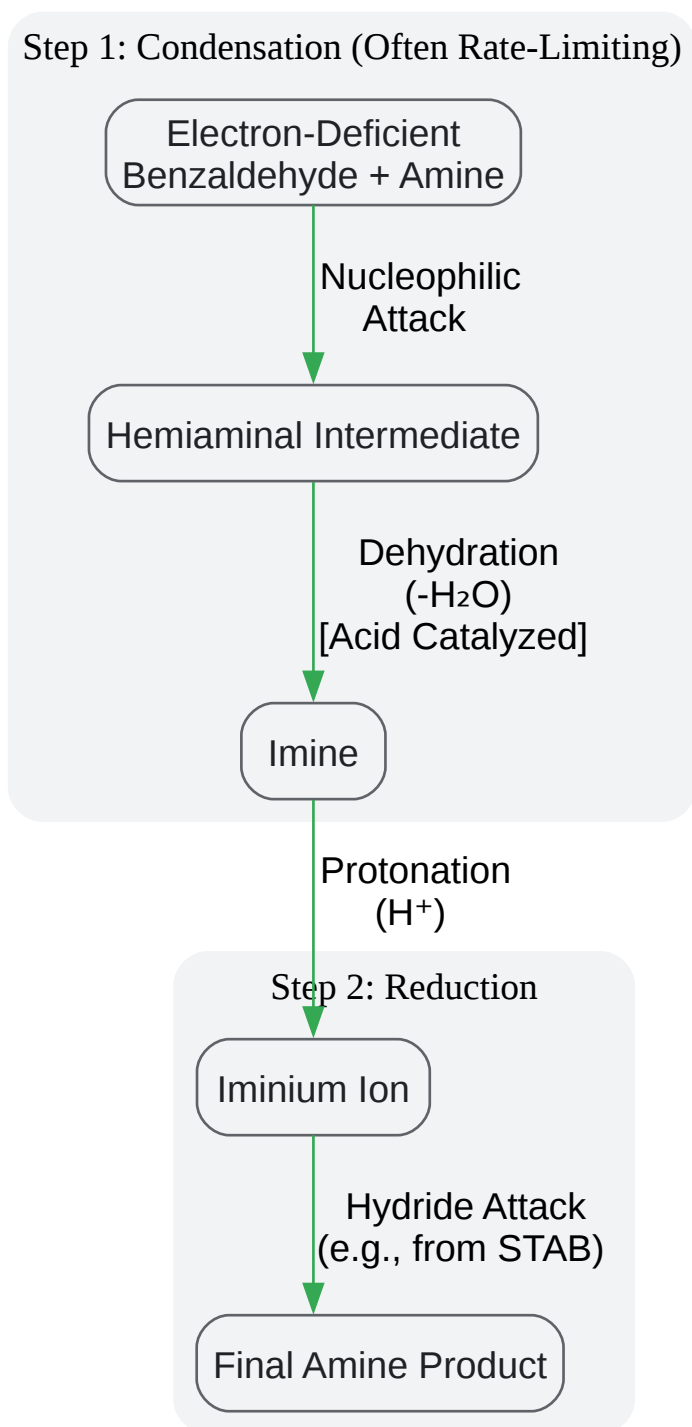 Step 1: Condensation (Often Rate-Limiting)
Electron-Deficient
Benzaldehyde + Amine
Nucleophilic
Attack
Hemiaminal Intermediate
Dehydration
(-H₂O)
[Acid Catalyzed]
Imine
Protonation
(H⁺)
Step 2: Reduction
Iminium Ion
Hydride Attack
(e.g., from STAB)
Final Amine Product